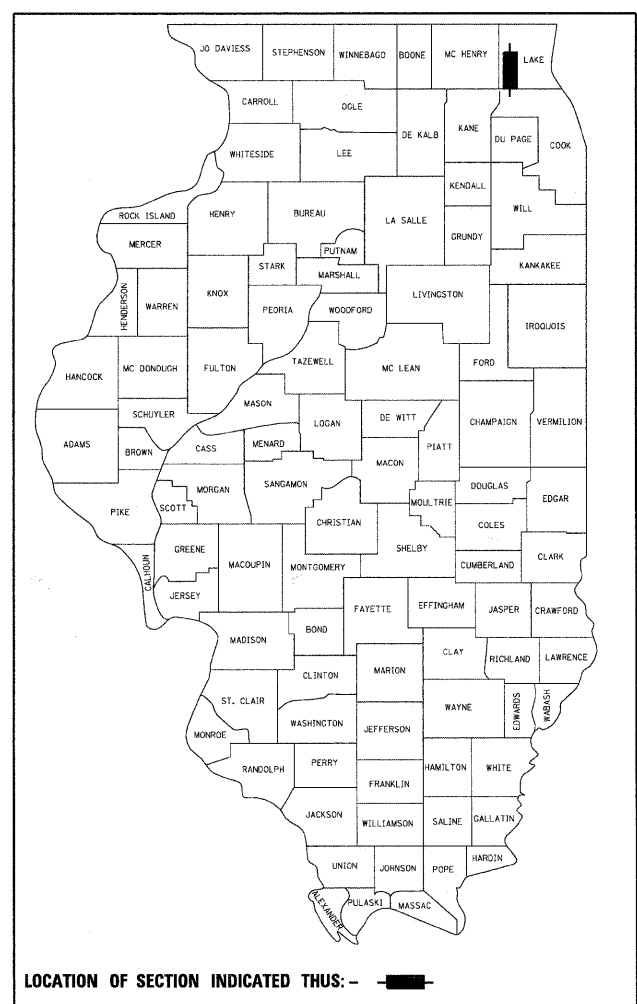 JO DAVIESS
STEPHENSON
WINNEBAGO
BOONE
MC HENRY
LAKE
CARROLL
OGLE
DE KALB
KANE
DU PAGE
COOK
WHITESIDE
LEE
KENDALL
WILL
ROCK ISLAND
HENRY
BUREAU
LA SALLE
GRUNDY
MERCER
PUTNAM
STARK
MARSHALL
KANKAKEE
HENDERSON
WARREN
KNOX
PEORIA
WOODFORD
LIVINGSTON
IROQUOIS
HANCOCK
MC DONOUGH
FULTON
TAZEWELL
MC LEAN
FORD
SCHUYLER
MASON
LOGAN
DE WITT
CHAMPAIGN
VERMILION
ADAMS
BROWN
CASS
MENARD
MACON
PIATT
PIKE
SCOTT
MORGAN
SANGAMON
CHRISTIAN
MOULTRIE
DOUGLAS
EDGAR
COLES
CALHOUN
GREENE
MACOUPIN
MONTGOMERY
SHELBY
CUMBERLAND
CLARK
JERSEY
FAYETTE
EFFINGHAM
JASPER
CRAWFORD
MADISON
BOND
CLAY
RICHLAND
LAWRENCE
CLINTON
MARION
ST. CLAIR
WASHINGTON
JEFFERSON
WAYNE
EDWARDS
WABASH
MONROE
RANDOLPH
PERRY
FRANKLIN
HAMILTON
WHITE
JACKSON
WILLIAMSON
SALINE
GALLATIN
UNION
JOHNSON
POPE
HARDIN
ALEXANDER
PULASKI
MASSAC
LOCATION OF SECTION INDICATED THUS: -